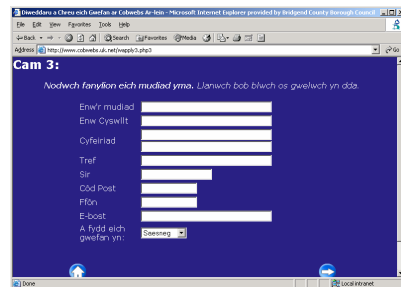 Diweddaru a Chreu eich Gwefan ar Cobwebs Ar-lein - Microsoft Internet Explorer provided by Bridgend County Borough Council
File Edit View Favorites Tools Help
Back Search Favorites Media
Address http://www.cobwebs.uk.net/wapply3.php3 Go
Cam 3:
Nodwch fanylion eich mudiad yma. Llanwch bob blwch os gwelwch yn dda.
Enw'r mudiad
Enw Cyswllt
Cyfeiriad
Tref
Sir
Côd Post
Ffôn
E-bost
A fydd eich
gwefan yn: Saesneg
Done Local intranet